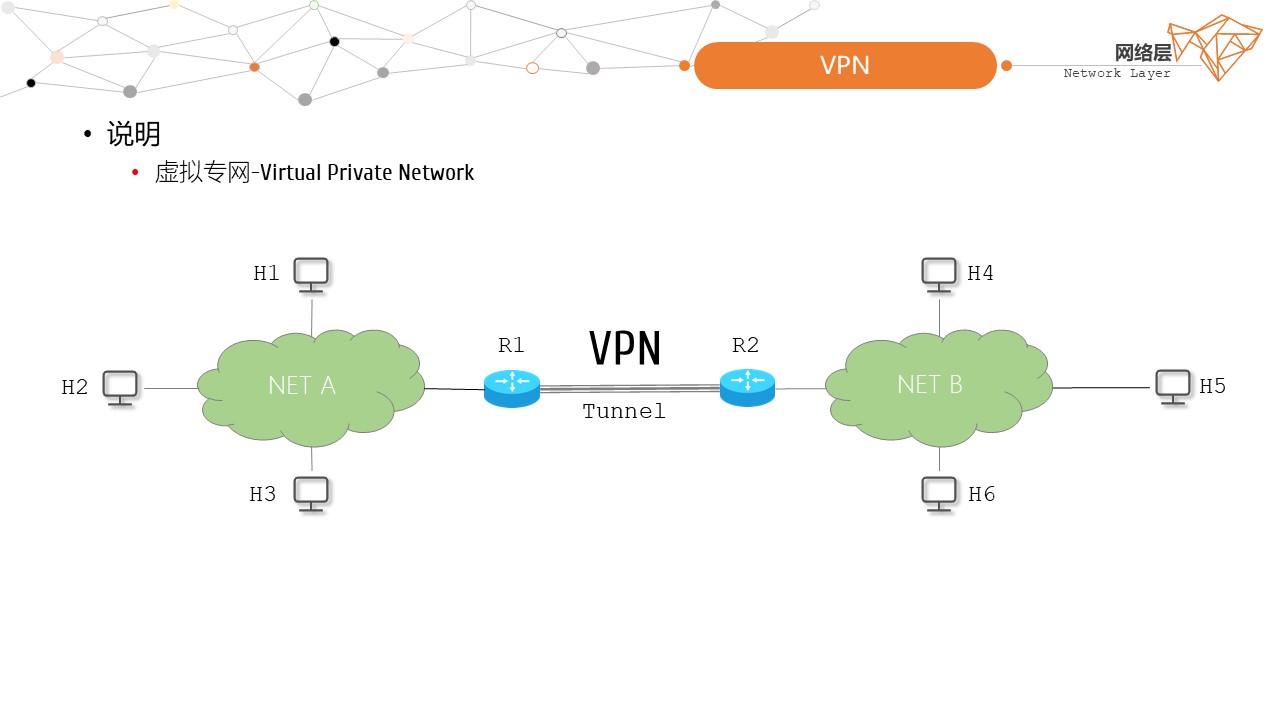 VPN
网络层
Network Layer
• 说明
• 虚拟专网-Virtual Private Network
H1
H4
VPN
R1
R2
H2
NET A
NET B
H5
Tunnel
H3
H6